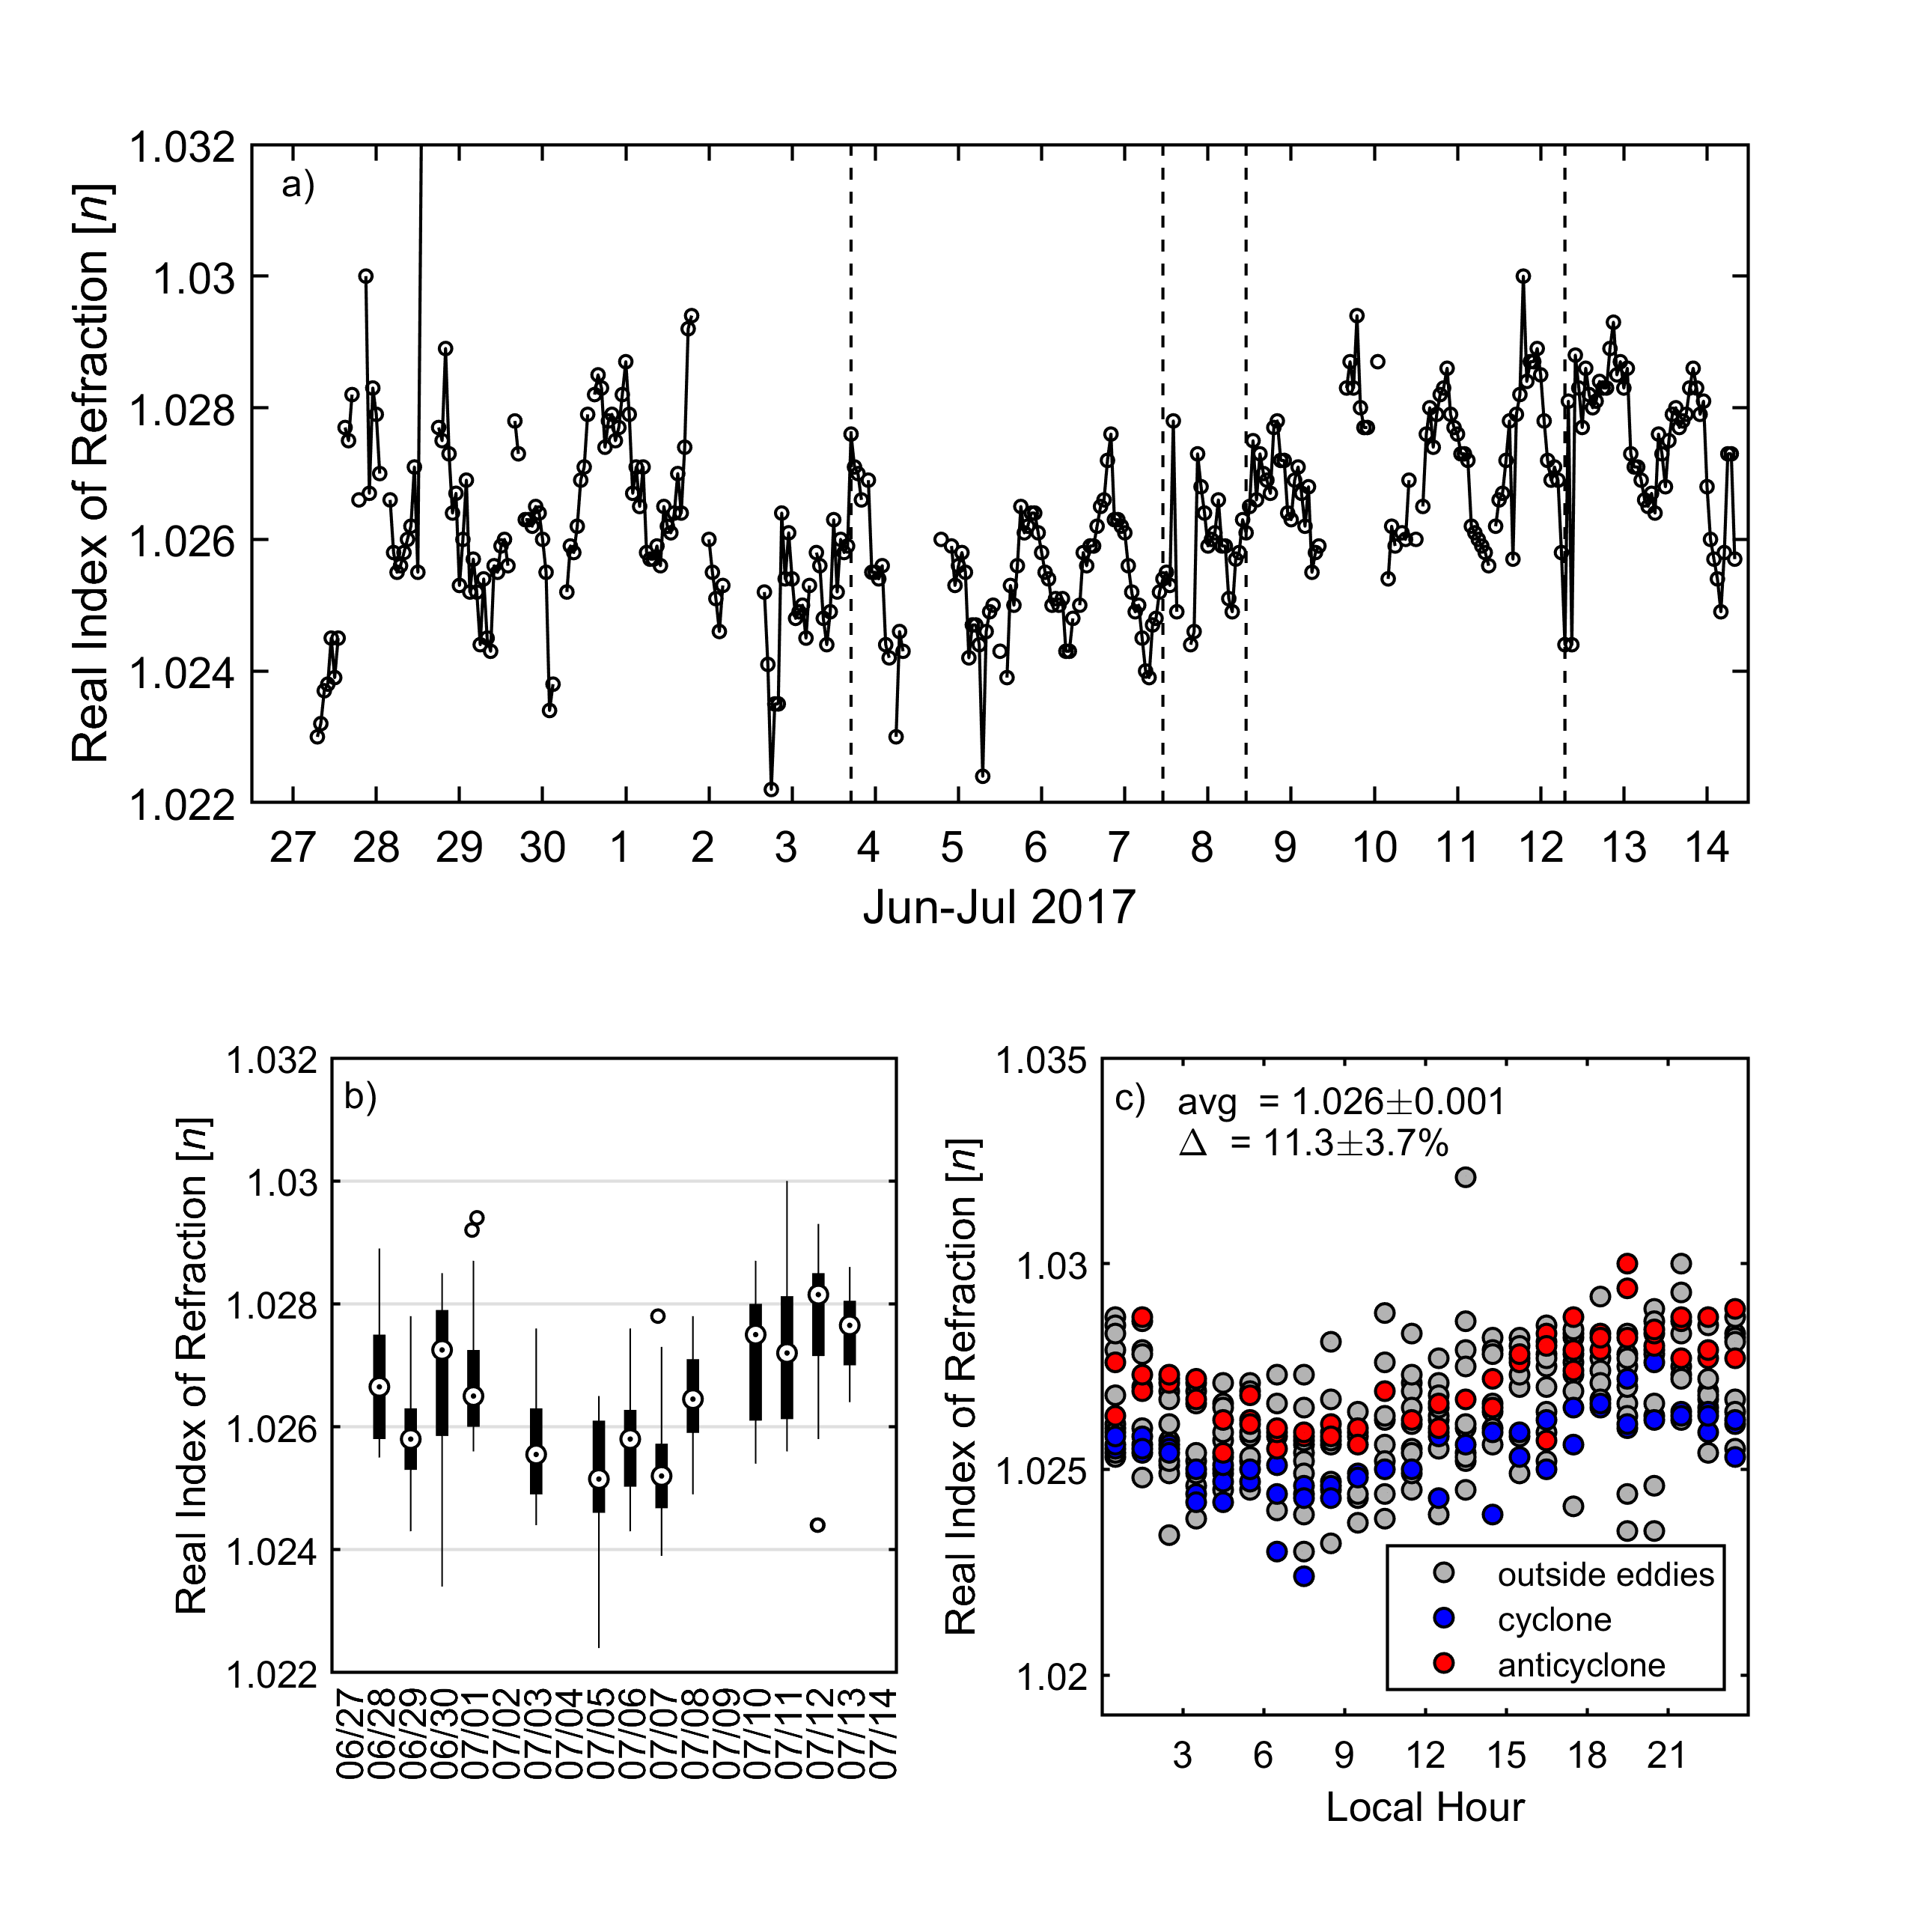 1.032
1.03
1.028
1.026
1.024
1.022
Real Index of Refraction [n]
a)
27 28 29 30 1 2 3 4 5 6 7 8 9 10 11 12 13 14
Jun-Jul 2017
1.032
1.03
1.028
1.026
1.024
1.022
Real Index of Refraction [n]
b)
06/27
06/28
06/29
06/30
07/01
07/02
07/03
07/04
07/05
07/06
07/07
07/08
07/09
07/10
07/11
07/12
07/13
07/14
1.035
1.03
1.025
1.02
Real Index of Refraction [n]
c) avg = 1.026±0.001
Δ = 11.3±3.7%
outside eddies
cyclone
anticyclone
3 6 9 12 15 18 21
Local Hour